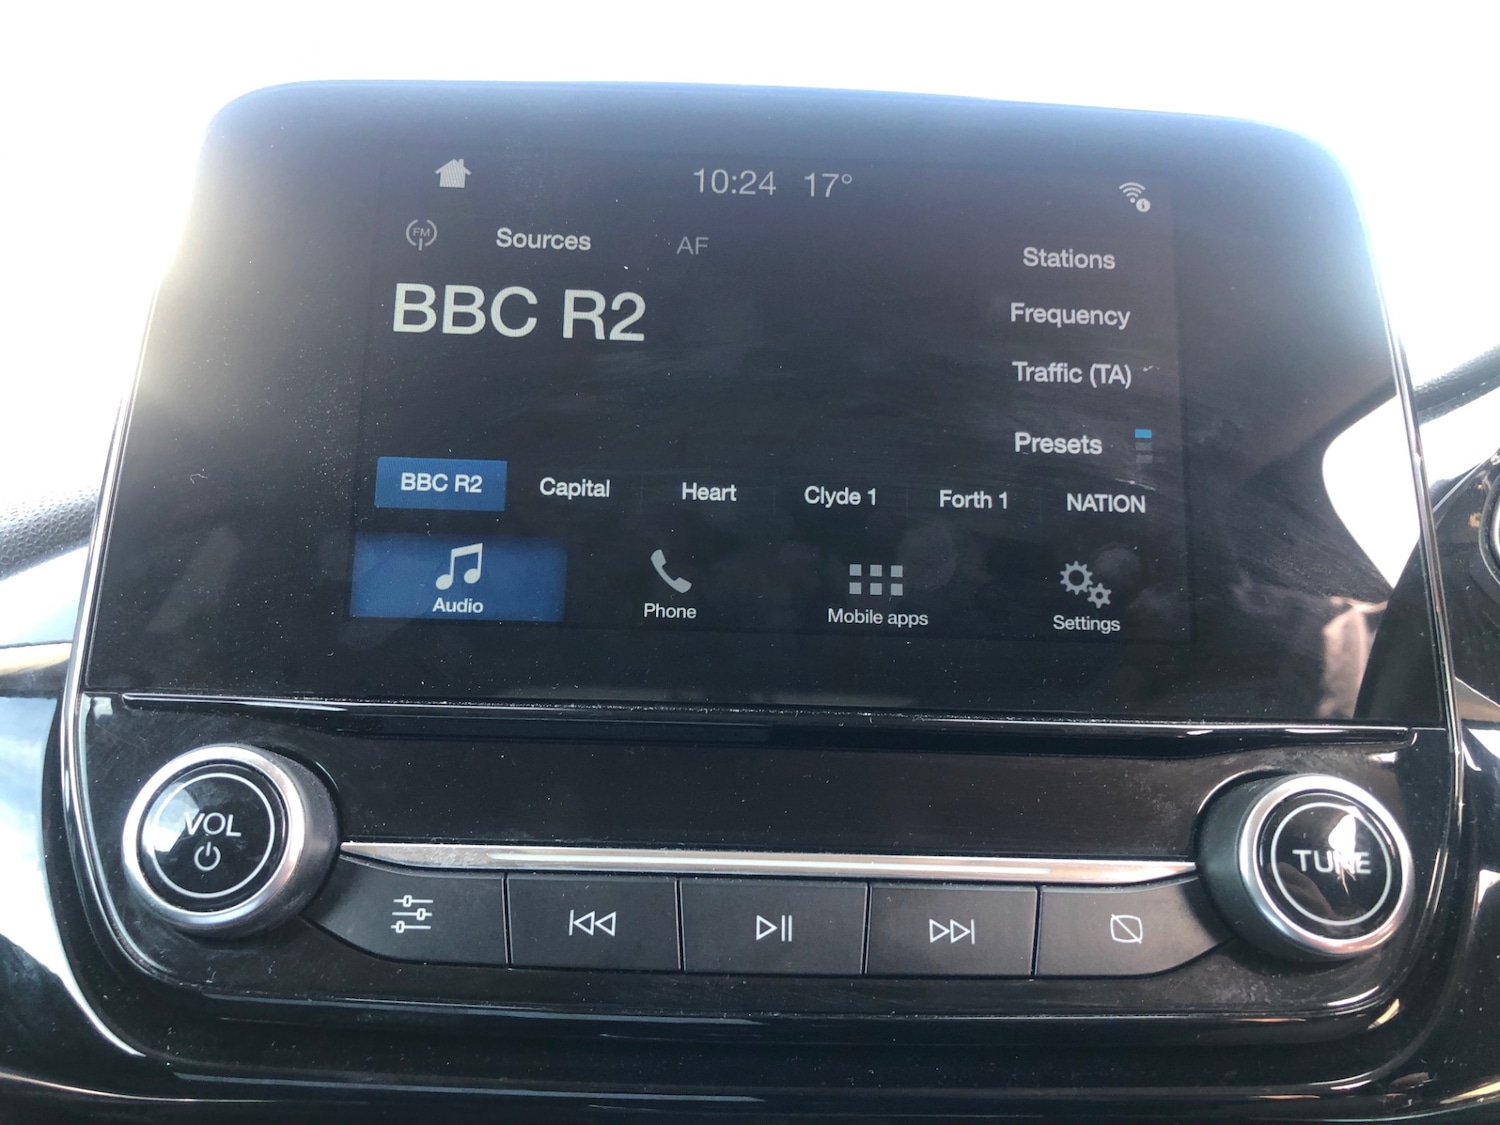 10:24 17°
FM
Sources AF
Stations
BBC R2
Frequency
Traffic (TA)
Presets
BBC R2 Capital Heart Clyde 1 Forth 1 NATION
Audio Phone Mobile apps Settings
VOL
TUNE